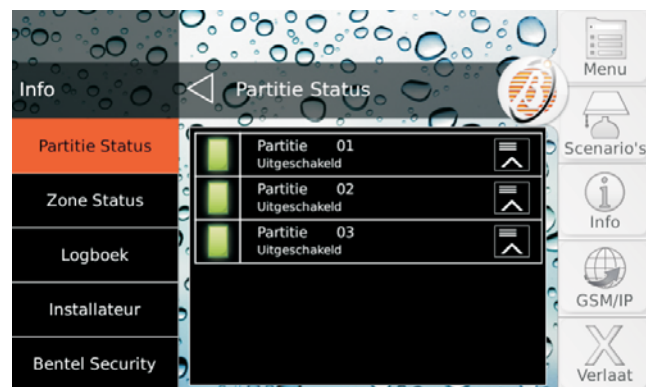 Info
Partitie Status
Partitie Status
Zone Status
Logboek
Installateur
Bentel Security
Partitie 01
Uitgeschakeld
Partitie 02
Uitgeschakeld
Partitie 03
Uitgeschakeld
Menu
Scenario's
Info
GSM/IP
Verlaat